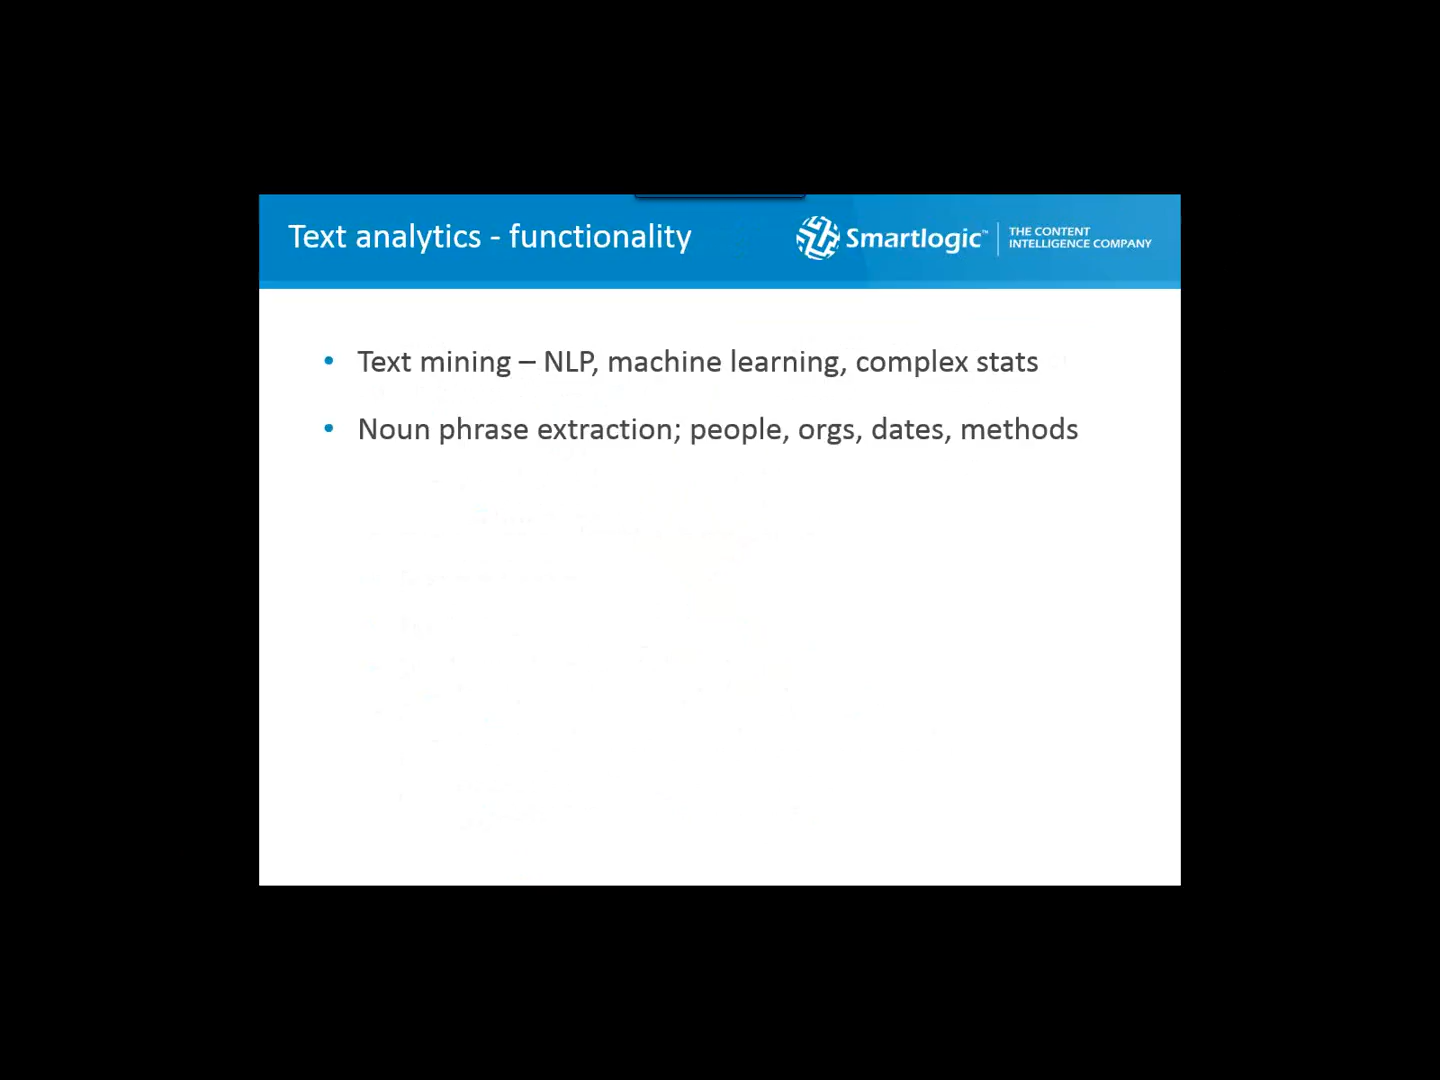 Text analytics - functionality
Smartlogic™
THE CONTENT
INTELLIGENCE COMPANY
• Text mining – NLP, machine learning, complex stats
• Noun phrase extraction; people, orgs, dates, methods